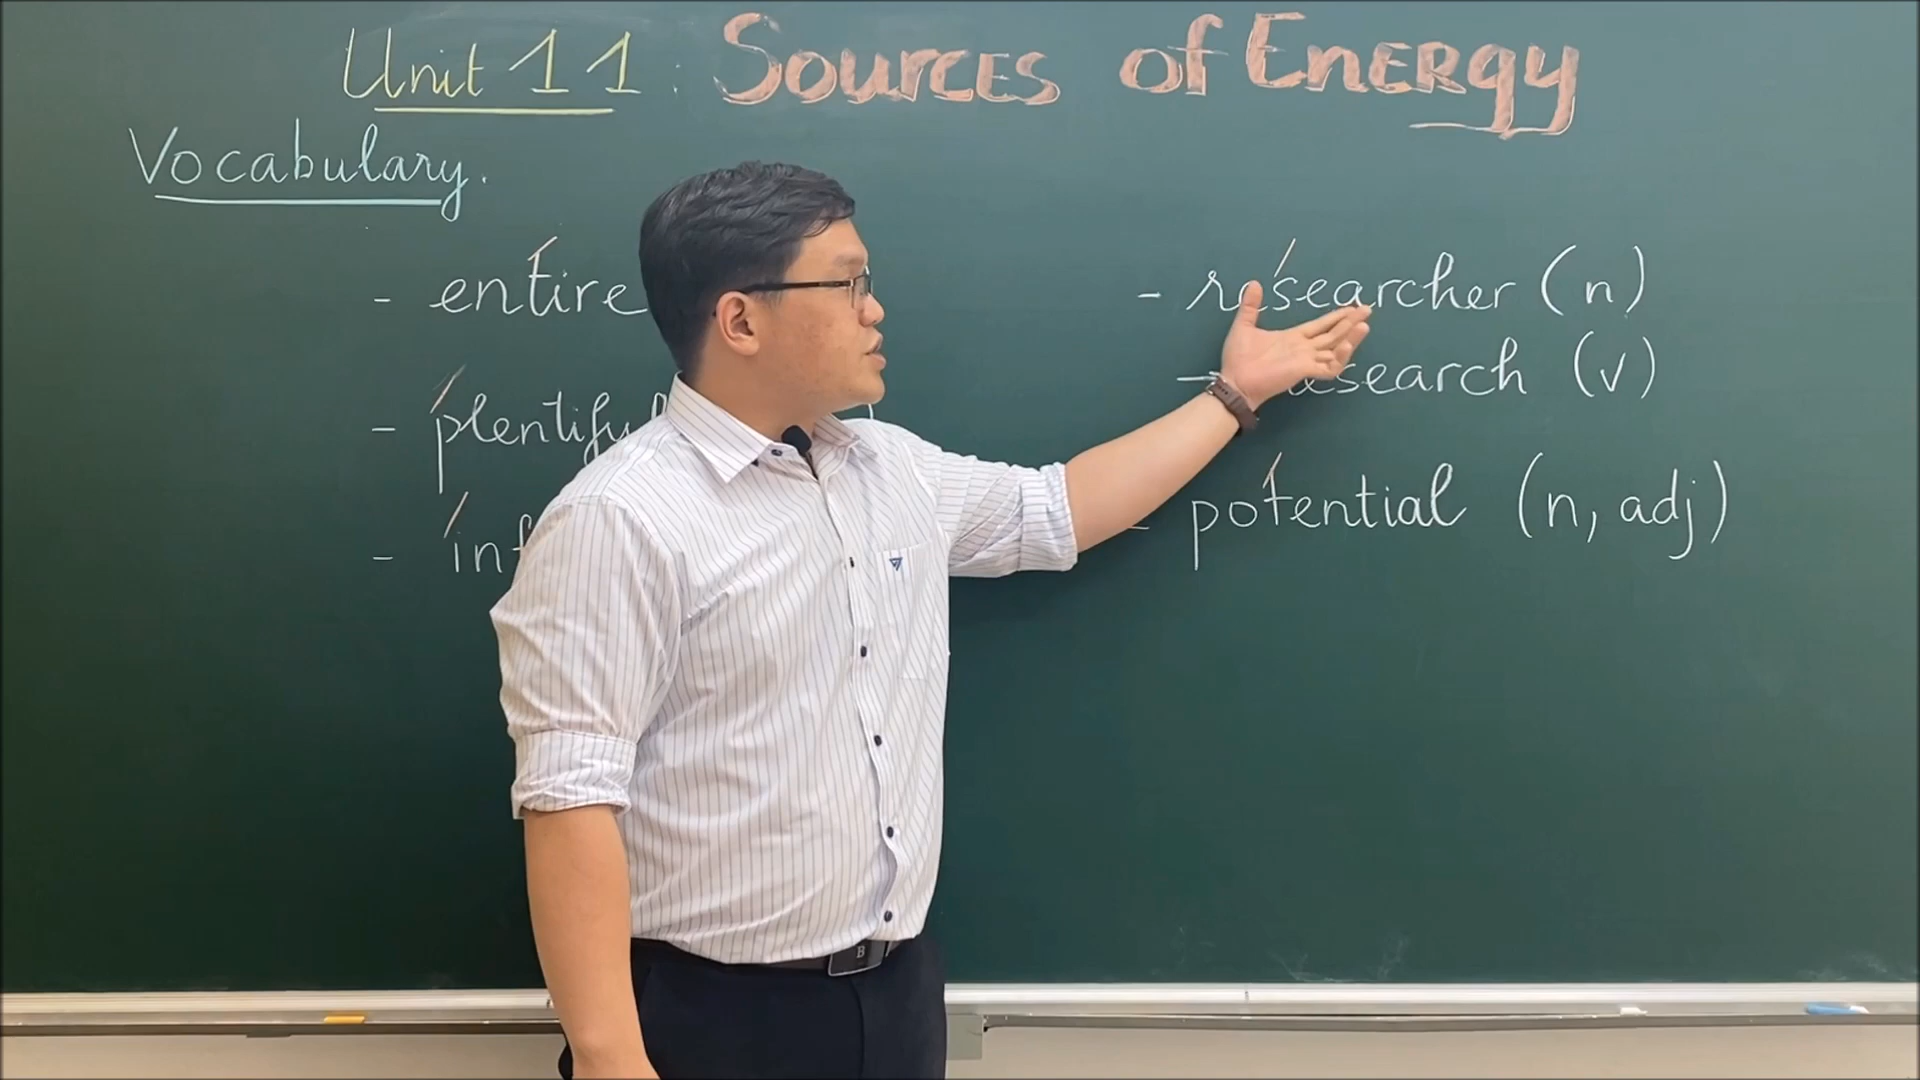 Unit 11: Sources of Energy
Vocabulary.
- entire
- researcher (n)
research (v)
- plentiful
- potential (n, adj)
B